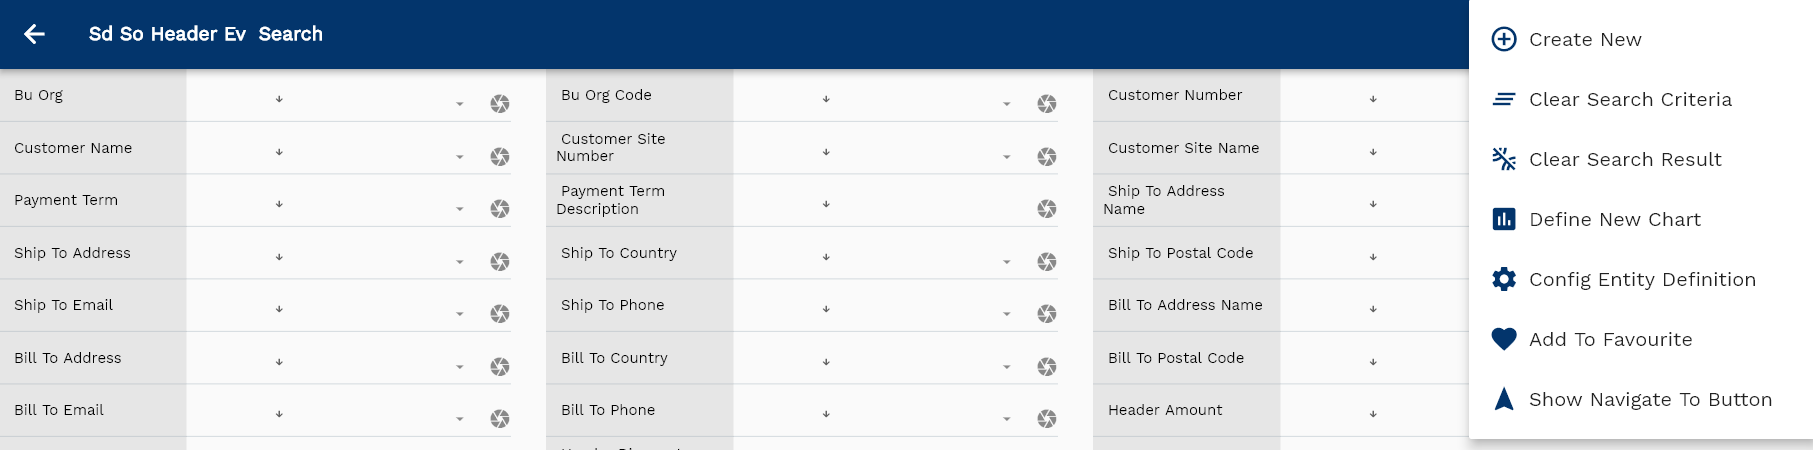 Sd So Header Ev  Search
Create New
Clear Search Criteria
Clear Search Result
Define New Chart
Config Entity Definition
Add To Favourite
Show Navigate To Button
Bu Org
Bu Org Code
Customer Number
Customer Name
Customer Site
Number
Customer Site Name
Payment Term
Payment Term
Description
Ship To Address
Name
Ship To Address
Ship To Country
Ship To Postal Code
Ship To Email
Ship To Phone
Bill To Address Name
Bill To Address
Bill To Country
Bill To Postal Code
Bill To Email
Bill To Phone
Header Amount